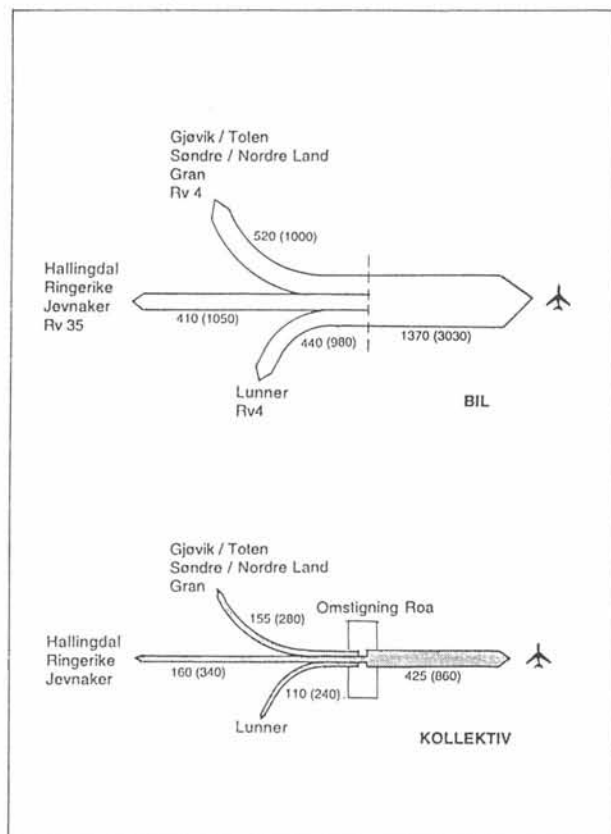 Gjøvik / Toten
Søndre / Nordre Land
Gran
Rv 4
520 (1000)
Hallingdal
Ringerike
Jevnaker
Rv 35
410 (1050)
440 (980)
1370 (3030)
Lunner
Rv4
BIL
Gjøvik / Toten
Søndre / Nordre Land
Gran
155 (280)
Omstigning Roa
Hallingdal
Ringerike
Jevnaker
160 (340)
425 (860)
110 (240)
Lunner
KOLLEKTIV